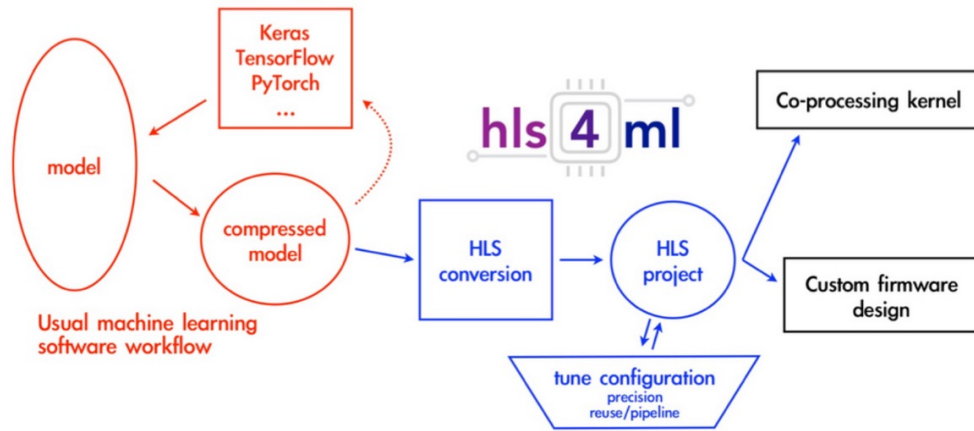 Keras
TensorFlow
PyTorch
...
model
compressed
model
Usual machine learning
software workflow
hls 4 ml
HLS
conversion
HLS
project
tune configuration
precision
reuse/pipeline
Co-processing kernel
Custom firmware
design